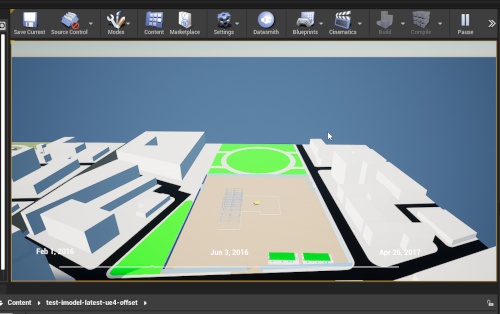 Save Current Source Control Modes Content Marketplace Settings Datasmith Blueprints Cinematics Build Compile Pause
Feb 1, 2016 Jun 3, 2016 Apr 26, 2017
Content test-imodel-latest-ue4-offset